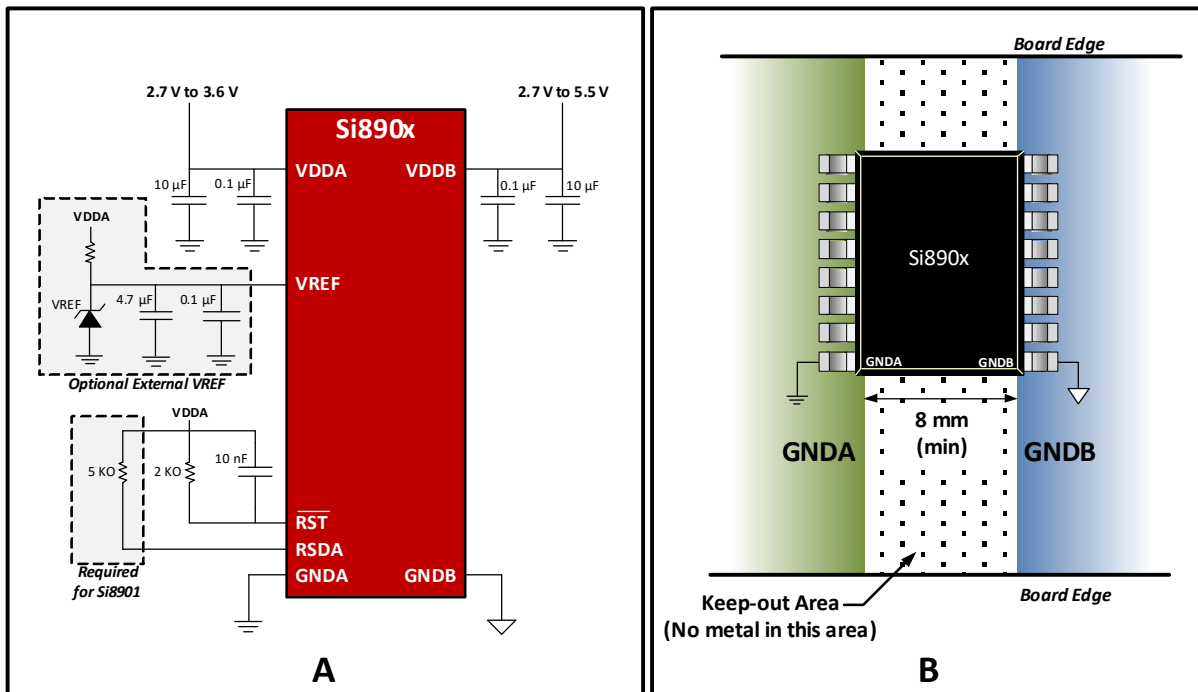 2.7 V to 3.6 V
2.7 V to 5.5 V
Si890x
VDDA
VDDB
10 µF
0.1 µF
0.1 µF
10 µF
VDDA
VREF
VREF
4.7 µF
0.1 µF
Optional External VREF
VDDA
5 KO
2 KO
10 nF
RST
RSDA
GNDA
GNDB
Required
for Si8901
A
Board Edge
Si890x
GNDA
GNDB
8 mm
(min)
GNDA
GNDB
Keep-out Area
(No metal in this area)
Board Edge
B